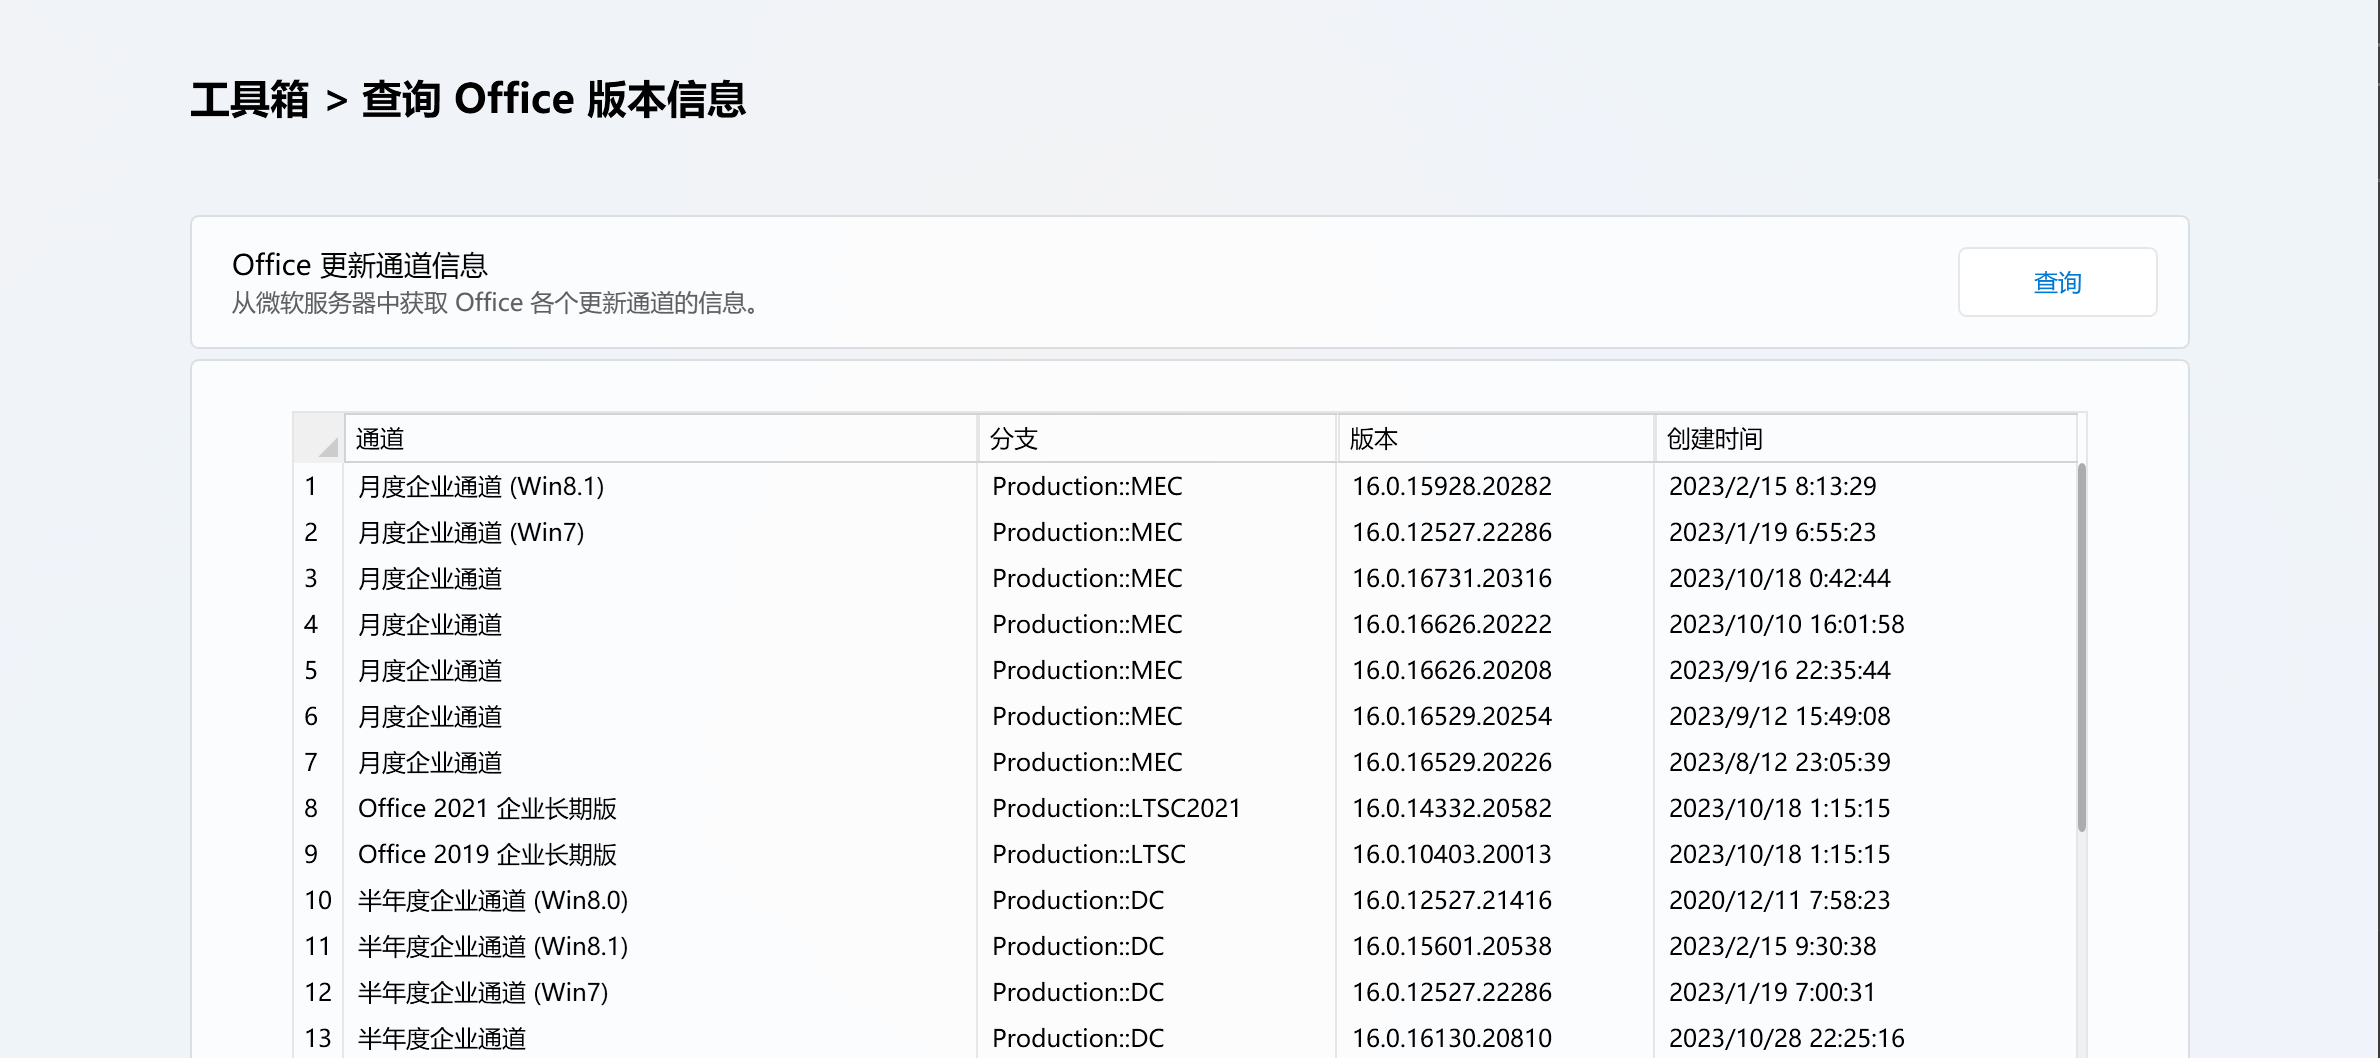 工具箱 > 查询 Office 版本信息
Office 更新通道信息
从微软服务器中获取 Office 各个更新通道的信息。
查询
通道 分支 版本 创建时间
1 月度企业通道 (Win8.1) Production::MEC 16.0.15928.20282 2023/2/15 8:13:29
2 月度企业通道 (Win7) Production::MEC 16.0.12527.22286 2023/1/19 6:55:23
3 月度企业通道 Production::MEC 16.0.16731.20316 2023/10/18 0:42:44
4 月度企业通道 Production::MEC 16.0.16626.20222 2023/10/10 16:01:58
5 月度企业通道 Production::MEC 16.0.16626.20208 2023/9/16 22:35:44
6 月度企业通道 Production::MEC 16.0.16529.20254 2023/9/12 15:49:08
7 月度企业通道 Production::MEC 16.0.16529.20226 2023/8/12 23:05:39
8 Office 2021 企业长期版 Production::LTSC2021 16.0.14332.20582 2023/10/18 1:15:15
9 Office 2019 企业长期版 Production::LTSC 16.0.10403.20013 2023/10/18 1:15:15
10 半年度企业通道 (Win8.0) Production::DC 16.0.12527.21416 2020/12/11 7:58:23
11 半年度企业通道 (Win8.1) Production::DC 16.0.15601.20538 2023/2/15 9:30:38
12 半年度企业通道 (Win7) Production::DC 16.0.12527.22286 2023/1/19 7:00:31
13 半年度企业通道 Production::DC 16.0.16130.20810 2023/10/28 22:25:16